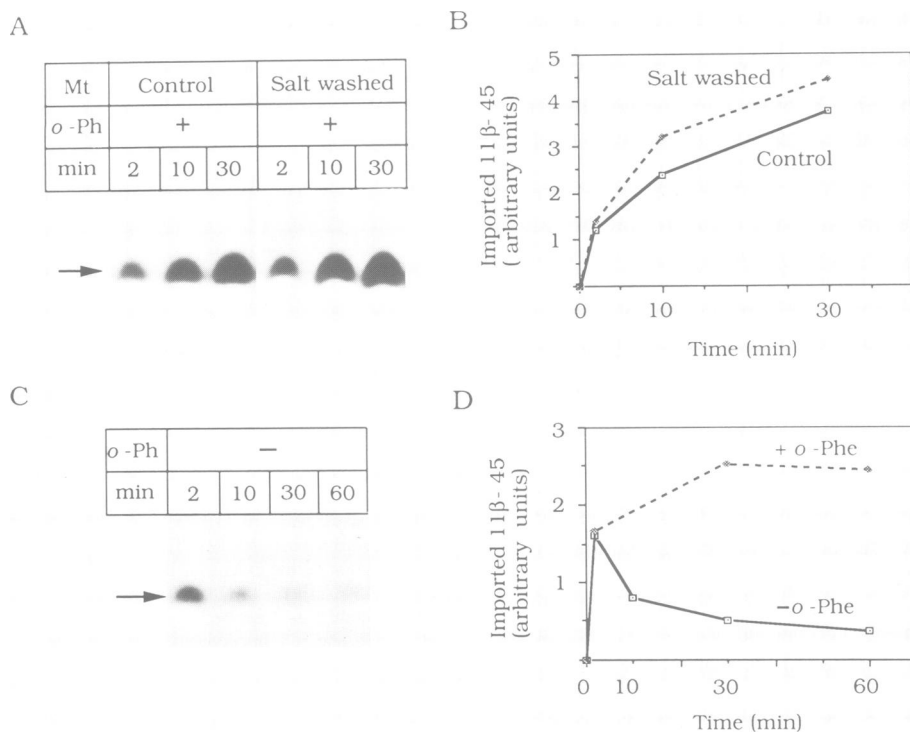 A
Mt Control Salt washed
o -Ph + +
min 2 10 30 2 10 30
B
Imported 11β- 45
( arbitrary units)
5
4
3
2
1
0 10 30
Salt washed
Control
Time (min)
C
o -Ph −
min 2 10 30 60
D
Imported 11β- 45
(arbitrary units)
3
2
1
0 10 30 60
+ o -Phe
−o -Phe
Time (min)